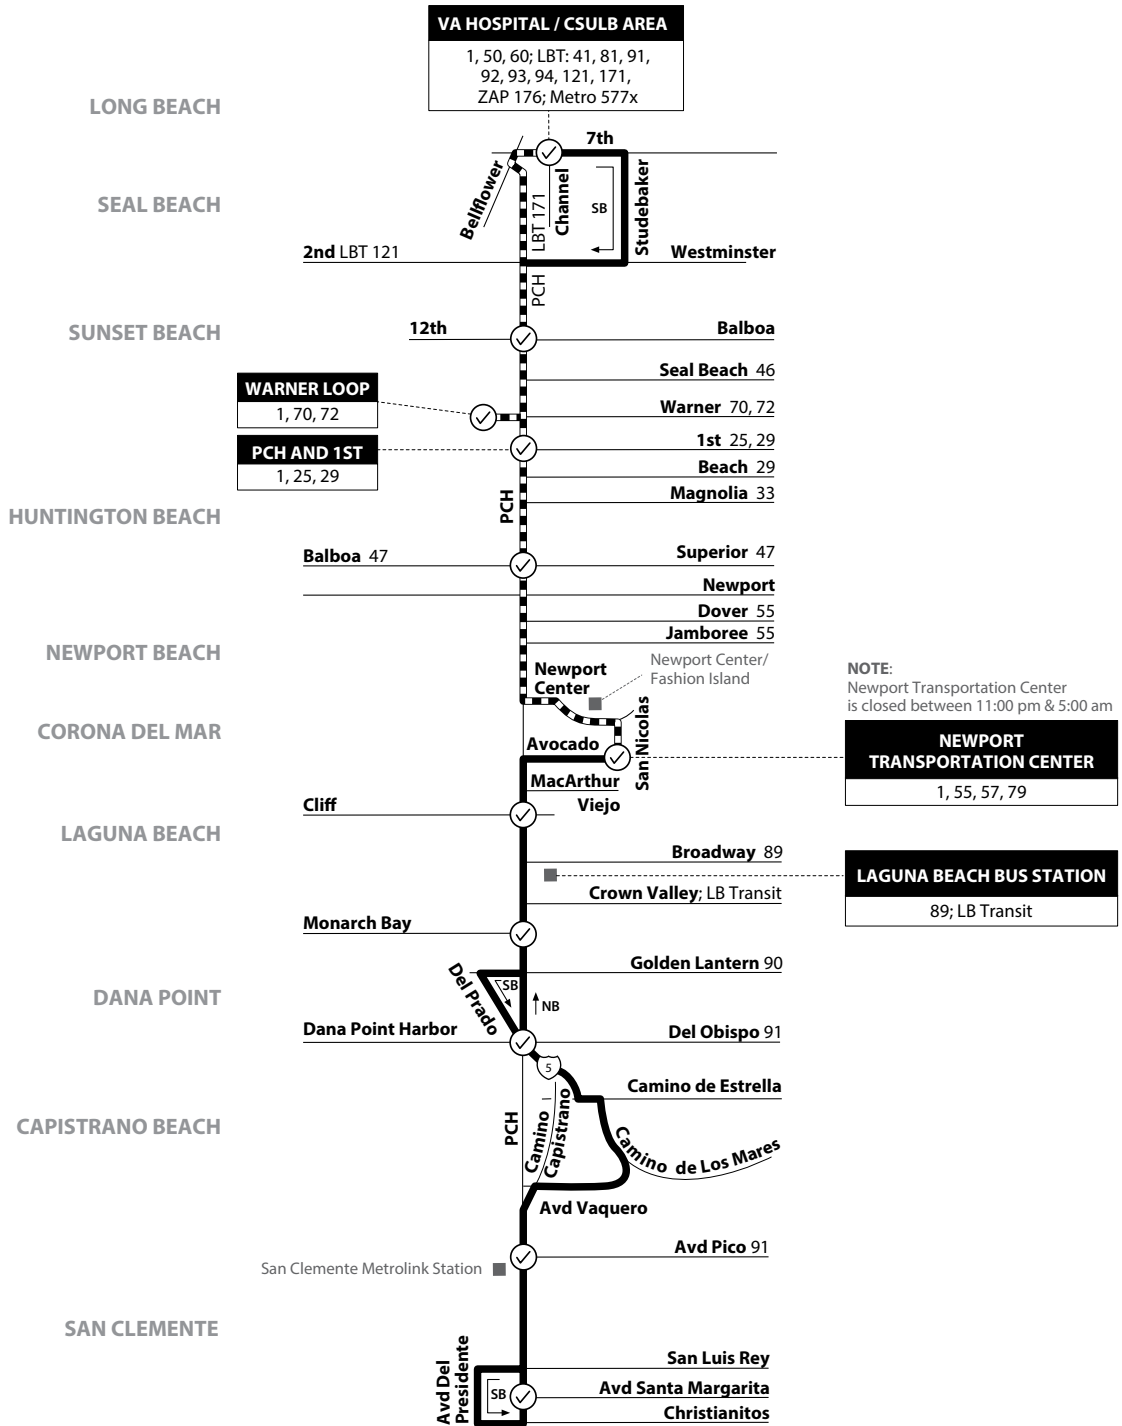 VA HOSPITAL / CSULB AREA
1, 50, 60; LBT: 41, 81, 91,
92, 93, 94, 121, 171,
ZAP 176; Metro 577x
LONG BEACH
7th
Bellflower
LBT 171
Channel
SB
Studebaker
SEAL BEACH
2nd LBT 121
Westminster
PCH
SUNSET BEACH
12th
Balboa
Seal Beach 46
WARNER LOOP
1, 70, 72
Warner 70, 72
PCH AND 1ST
1, 25, 29
1st 25, 29
Beach 29
Magnolia 33
PCH
HUNTINGTON BEACH
Balboa 47
Superior 47
Newport
Dover 55
Jamboree 55
NEWPORT BEACH
Newport
Center
Newport Center/
Fashion Island
NOTE:
Newport Transportation Center
is closed between 11:00 pm & 5:00 am
CORONA DEL MAR
San Nicolas
Avocado
NEWPORT
TRANSPORTATION CENTER
1, 55, 57, 79
MacArthur
Cliff
Viejo
LAGUNA BEACH
Broadway 89
LAGUNA BEACH BUS STATION
89; LB Transit
Crown Valley; LB Transit
Monarch Bay
Golden Lantern 90
Del Prado
SB
NB
DANA POINT
Dana Point Harbor
Del Obispo 91
5
Camino de Estrella
CAPISTRANO BEACH
PCH
Camino
Capistrano
Camino de Los Mares
Avd Vaquero
Avd Pico 91
San Clemente Metrolink Station
SAN CLEMENTE
San Luis Rey
Avd Del
Presidente
SB
Avd Santa Margarita
Christianitos